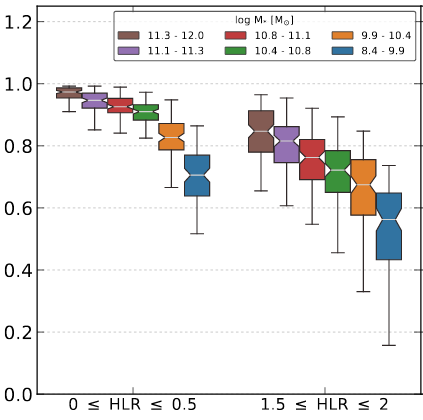 1.2
1.0
0.8
0.6
0.4
0.2
0.0
log M⋆ [M⊙]
11.3 - 12.0
10.8 - 11.1
9.9 - 10.4
11.1 - 11.3
10.4 - 10.8
8.4 - 9.9
0 ≤ HLR ≤ 0.5
1.5 ≤ HLR ≤ 2